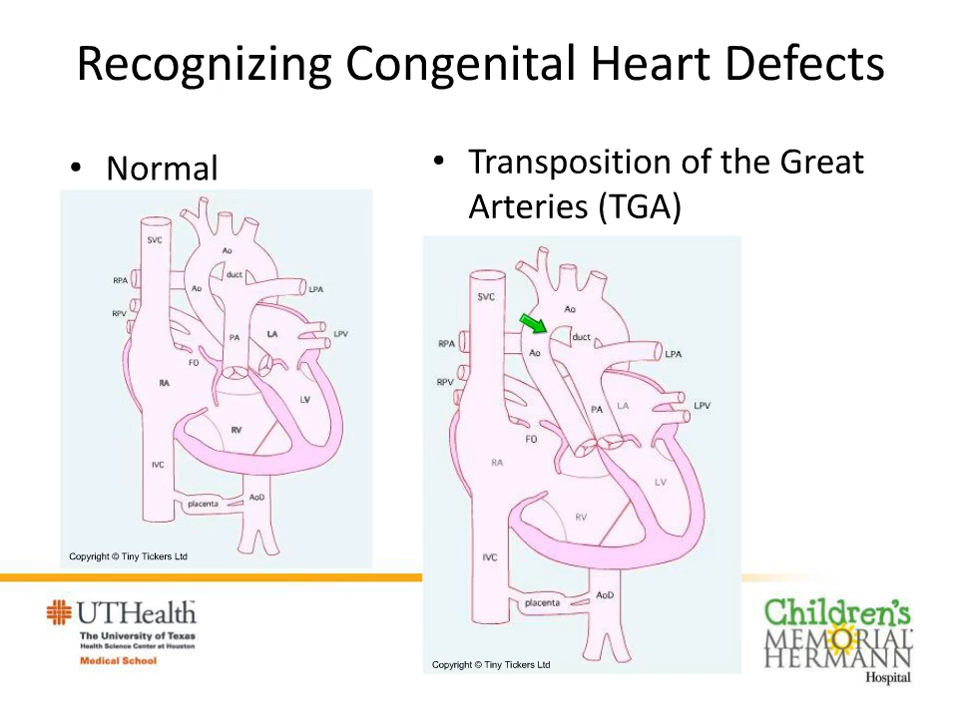 Recognizing Congenital Heart Defects
• Normal
SVC
Ao
duct
RPA
Ao
LPA
RPV
PA
LA
LPV
FO
RA
LV
RV
IVC
AoD
placenta
Copyright © Tiny Tickers Ltd
• Transposition of the Great
Arteries (TGA)
SVC
Ao
duct
RPA
Ao
LPA
RPV
PA
LA
LPV
FO
RA
LV
RV
IVC
AoD
placenta
Copyright © Tiny Tickers Ltd
UTHealth
The University of Texas
Health Science Center at Houston
Medical School
Children's
MEMORIAL
HERMANN
Hospital